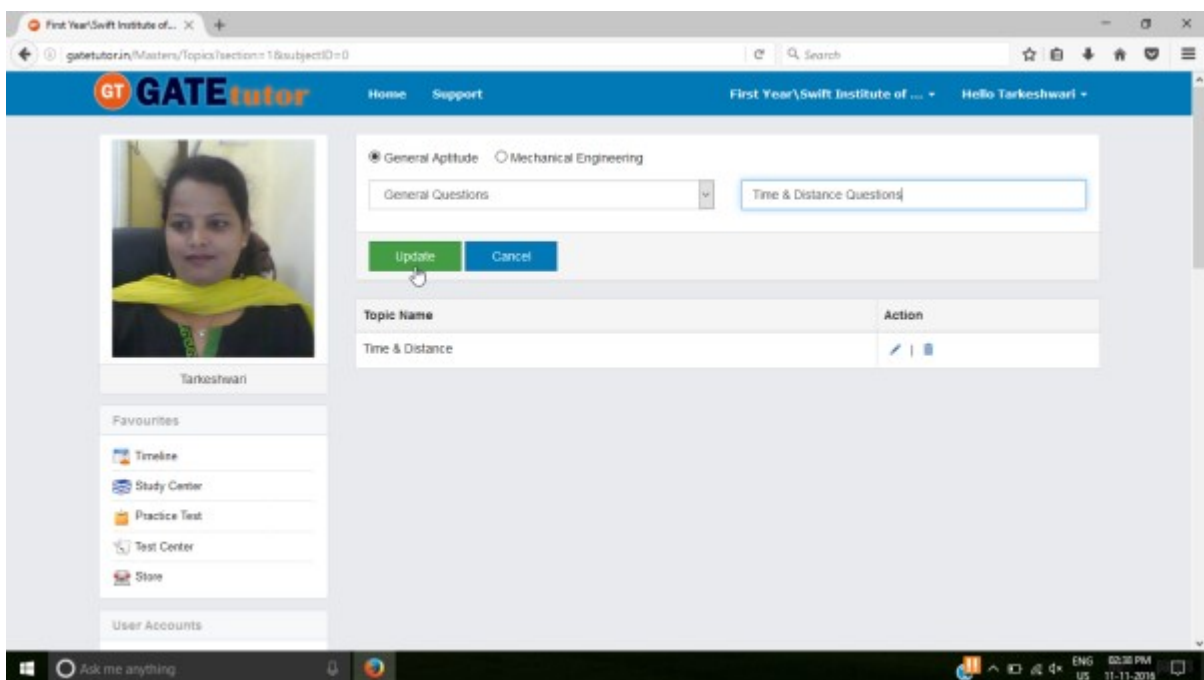 First Year\Swift Institute of...
gatetutor.in/Masters/Topics?section=1&subjectID=0
Search
GT GATEtutor
Home Support First Year\Swift Institute of .... Hello Tarkeshwari
General Aptitude Mechanical Engineering
General Questions Time & Distance Questions
Update Cancel
Topic Name Action
Time & Distance |
Tarkeshwari
Favourites
Timeline
Study Center
Practice Test
Test Center
Store
User Accounts
Ask me anything
ENG 02:38 PM
US 11-11-2016